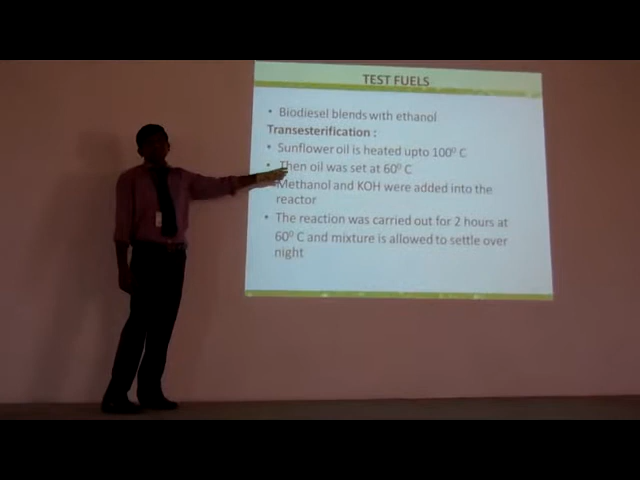 TEST FUELS
• Biodiesel blends with ethanol
Transesterification :
• Sunflower oil is heated upto 100⁰ C
• Then oil was set at 60⁰ C
Methanol and KOH were added into the
reactor
• The reaction was carried out for 2 hours at
60⁰ C and mixture is allowed to settle over
night